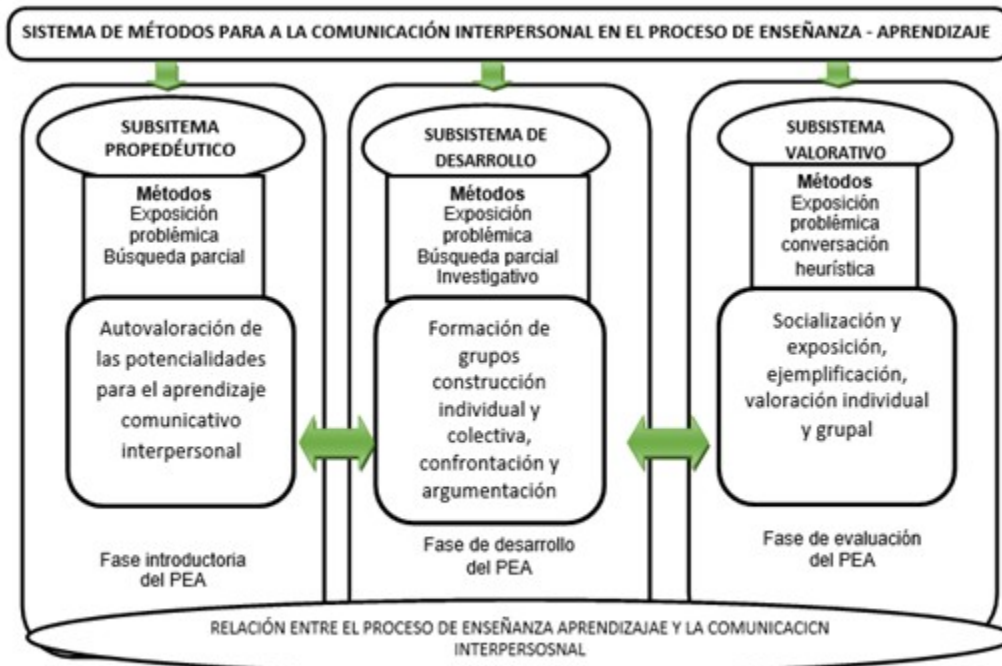 SISTEMA DE MÉTODOS PARA A LA COMUNICACIÓN INTERPERSONAL EN EL PROCESO DE ENSEÑANZA - APRENDIZAJE
SUBSITEMA
PROPEDÉUTICO
Métodos
Exposición
problémica
Búsqueda parcial
Autovaloración de
las potencialidades
para el aprendizaje
comunicativo
interpersonal
Fase introductoria
del PEA
SUBSISTEMA DE
DESARROLLO
Métodos
Exposición
problémica
Búsqueda parcial
Investigativo
Formación de
grupos
construcción
individual y
colectiva,
confrontación y
argumentación
Fase de desarrollo
del PEA
SUBSISTEMA
VALORATIVO
Métodos
Exposición
problémica
conversación
heurística
Socialización y
exposición,
ejemplificación,
valoración individual
y grupal
Fase de evaluación
del PEA
RELACIÓN ENTRE EL PROCESO DE ENSEÑANZA APRENDIZAJAE Y LA COMUNICACICN
INTERPERSOSNAL